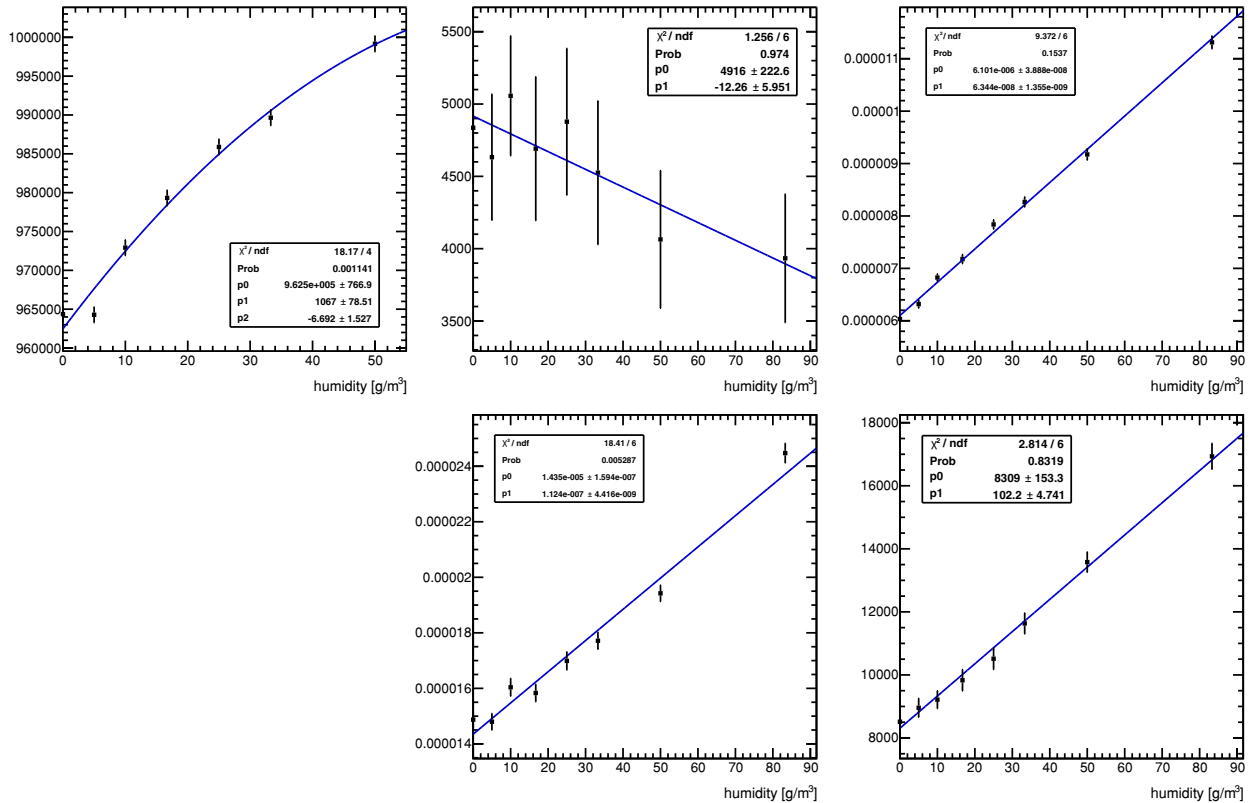 1000000
995000
990000
985000
980000
975000
970000
965000
960000
0 10 20 30 40 50
humidity [g/m³]
χ² / ndf 18.17 / 4
Prob 0.001141
p0 9.625e+005 ± 766.9
p1 1067 ± 78.51
p2 -6.692 ± 1.527
5500
5000
4500
4000
3500
0 10 20 30 40 50 60 70 80 90
humidity [g/m³]
χ² / ndf 1.256 / 6
Prob 0.974
p0 4916 ± 222.6
p1 -12.26 ± 5.951
0.000011
0.00001
0.000009
0.000008
0.000007
0.000006
0 10 20 30 40 50 60 70 80 90
humidity [g/m³]
χ² / ndf 9.372 / 6
Prob 0.1537
p0 6.101e-006 ± 3.888e-008
p1 6.344e-008 ± 1.355e-009
0.000024
0.000022
0.00002
0.000018
0.000016
0.000014
0 10 20 30 40 50 60 70 80 90
humidity [g/m³]
χ² / ndf 18.41 / 6
Prob 0.005287
p0 1.435e-005 ± 1.594e-007
p1 1.124e-007 ± 4.416e-009
18000
16000
14000
12000
10000
8000
0 10 20 30 40 50 60 70 80 90
humidity [g/m³]
χ² / ndf 2.814 / 6
Prob 0.8319
p0 8309 ± 153.3
p1 102.2 ± 4.741